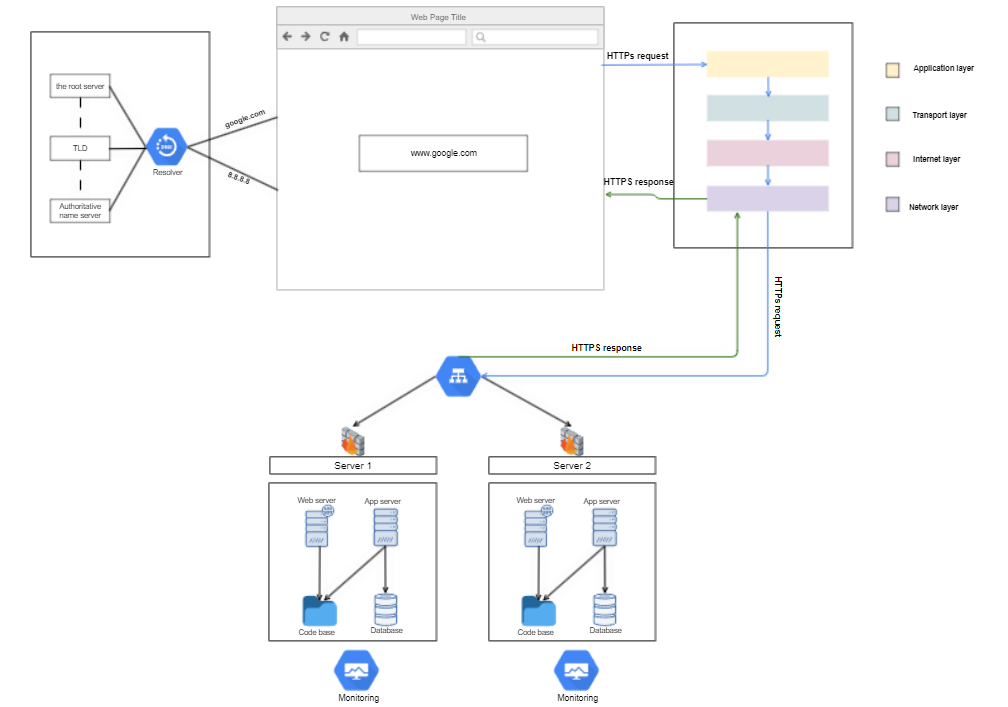 Web Page Title
the root server
TLD
Authoritative
name server
Resolver
google.com
8.8.8.8
www.google.com
HTTPs request
HTTPS response
Application layer
Transport layer
Internet layer
Network layer
HTTPs request
HTTPS response
Server 1
Web server
App server
Code base
Database
Monitoring
Server 2
Web server
App server
Code base
Database
Monitoring